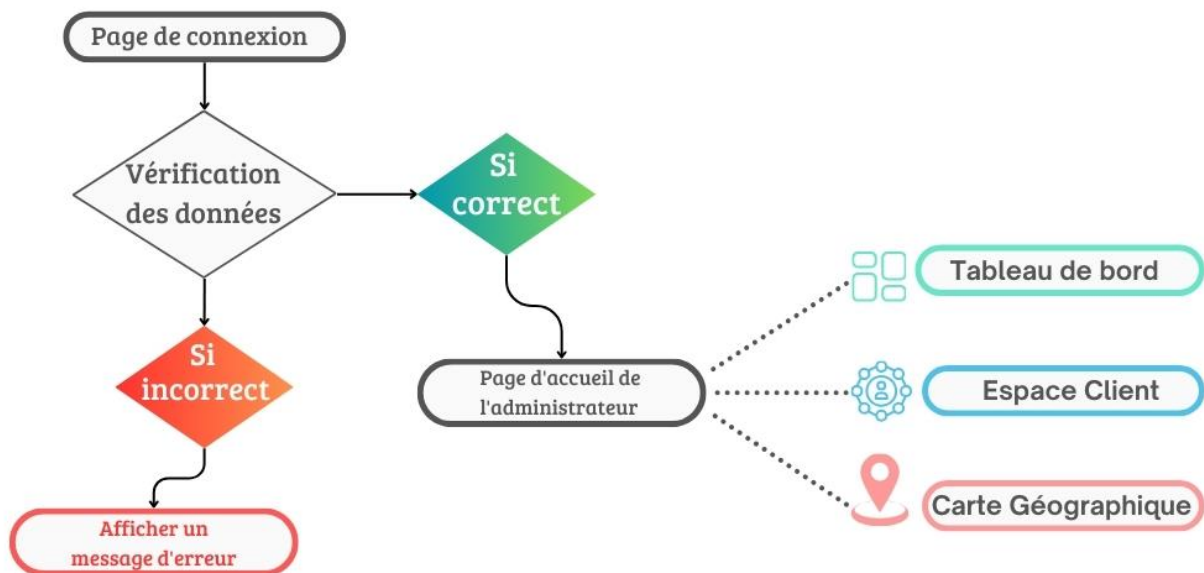 Page de connexion
Vérification
des données
Si
correct
Si
incorrect
Afficher un
message d'erreur
Page d'accueil de
l'administrateur
Tableau de bord
Espace Client
Carte Géographique